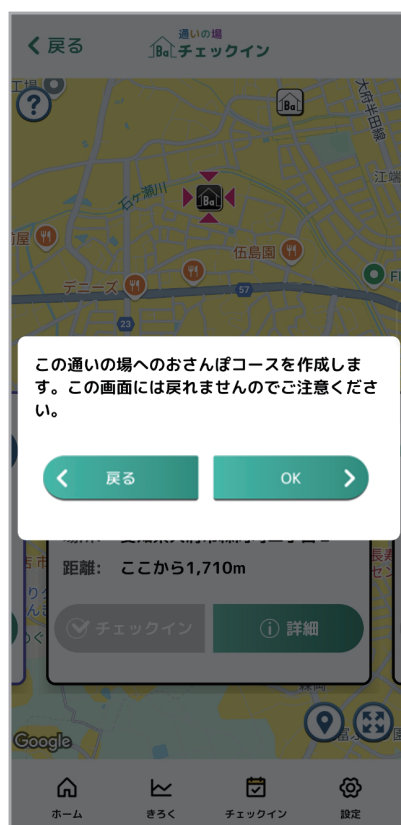 戻る
通いの場
Ba チェックイン
工場
?
Ba
大府半田線
石ヶ瀬川
Ba
江端
伍島園
デニーズ
57
23
この通いの場へのおさんぽコースを作成しま
す。この画面には戻れませんのでご注意くださ
い。
戻る
OK
距離: ここから1,710m
チェックイン
詳細
Google
ホーム
きろく
チェックイン
設定